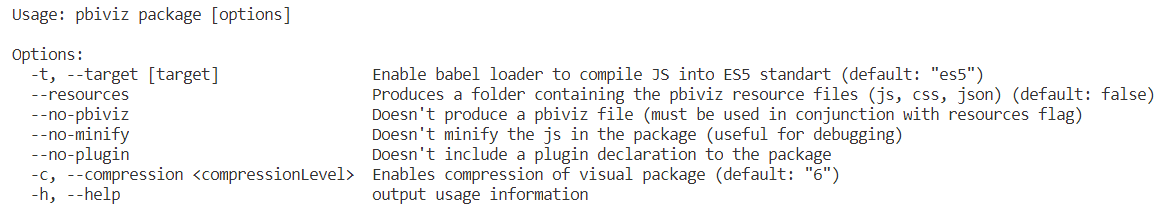 Usage: pbiviz package [options]

Options:
  -t, --target [target]                 Enable babel loader to compile JS into ES5 standart (default: "es5")
  --resources                           Produces a folder containing the pbiviz resource files (js, css, json) (default: false)
  --no-pbiviz                           Doesn't produce a pbiviz file (must be used in conjunction with resources flag)
  --no-minify                           Doesn't minify the js in the package (useful for debugging)
  --no-plugin                           Doesn't include a plugin declaration to the package
  -c, --compression <compressionLevel>  Enables compression of visual package (default: "6")
  -h, --help                            output usage information